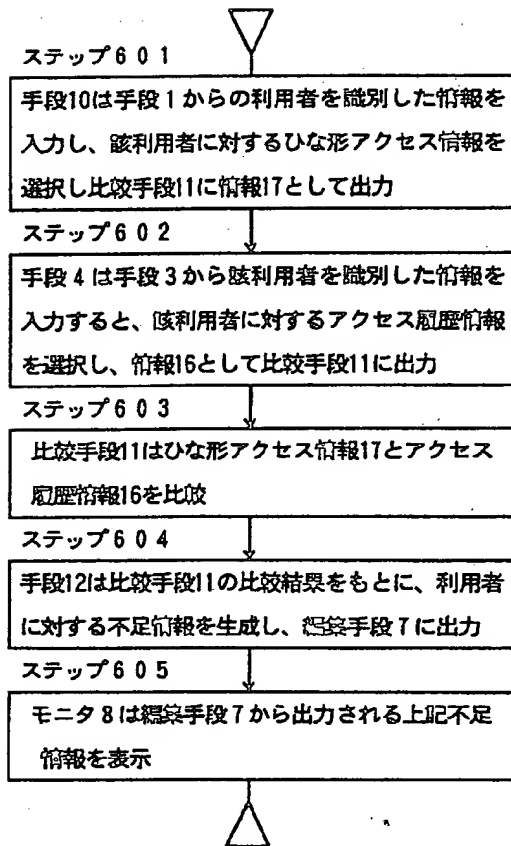 ステップ601
手段10は手段1からの利用者を識別した情報を
入力し、該利用者に対するひな形アクセス情報を
選択し比較手段11に情報17として出力
ステップ602
手段4は手段3から該利用者を識別した情報を
入力すると、該利用者に対するアクセス履歴情報
を選択し、情報16として比較手段11に出力
ステップ603
比較手段11はひな形アクセス情報17とアクセス
履歴情報16を比較
ステップ604
手段12は比較手段11の比較結果をもとに、利用者
に対する不足情報を生成し、編集手段7に出力
ステップ605
モニタ8は編集手段7から出力される上記不足
情報を表示